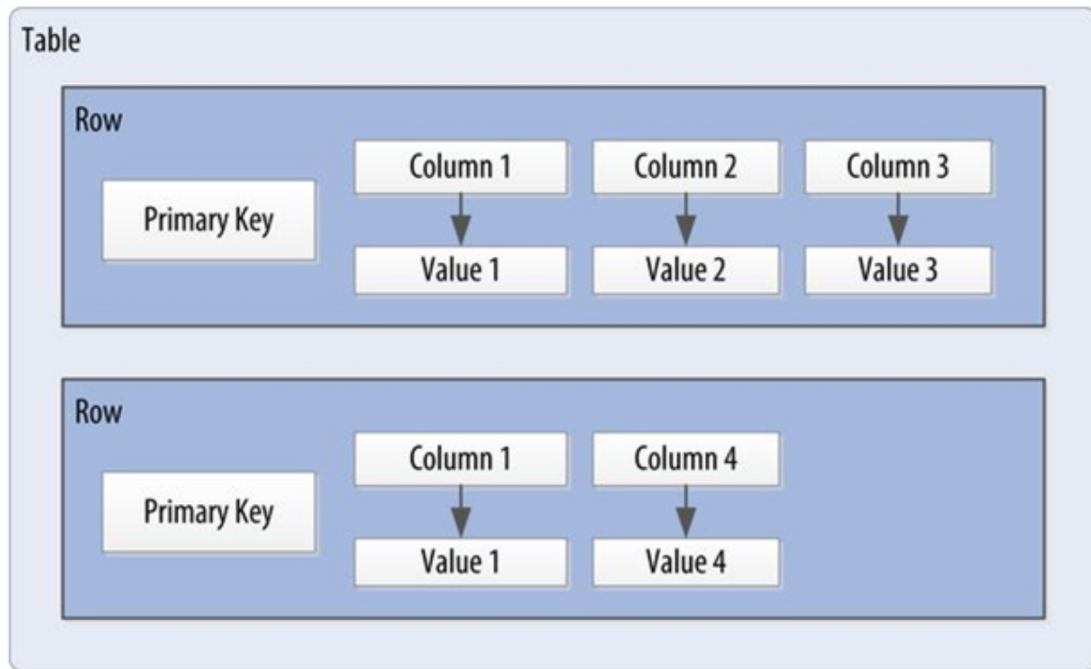 Table
Row
Primary Key
Column 1
Column 2
Column 3
Value 1
Value 2
Value 3
Row
Primary Key
Column 1
Column 4
Value 1
Value 4